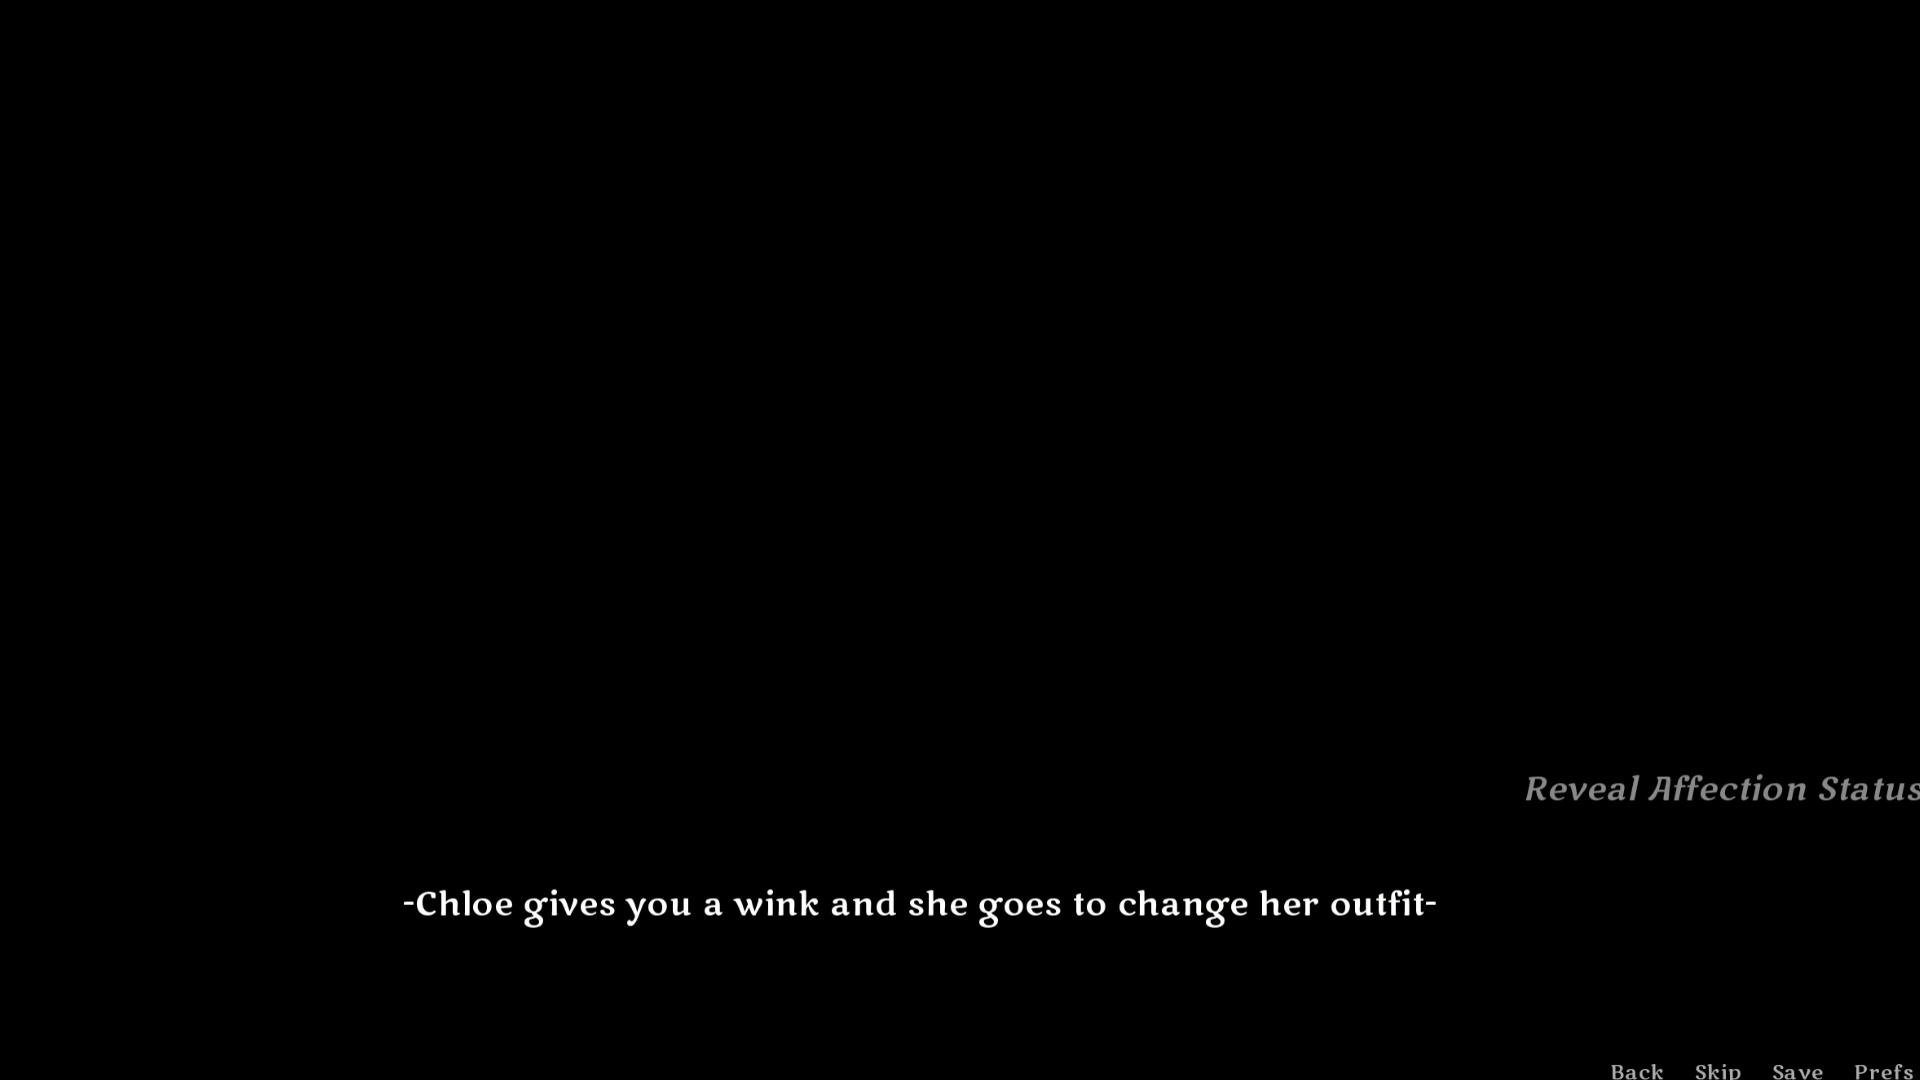 Reveal Affection Status
-Chloe gives you a wink and she goes to change her outfit-
Back Skip Save Prefs